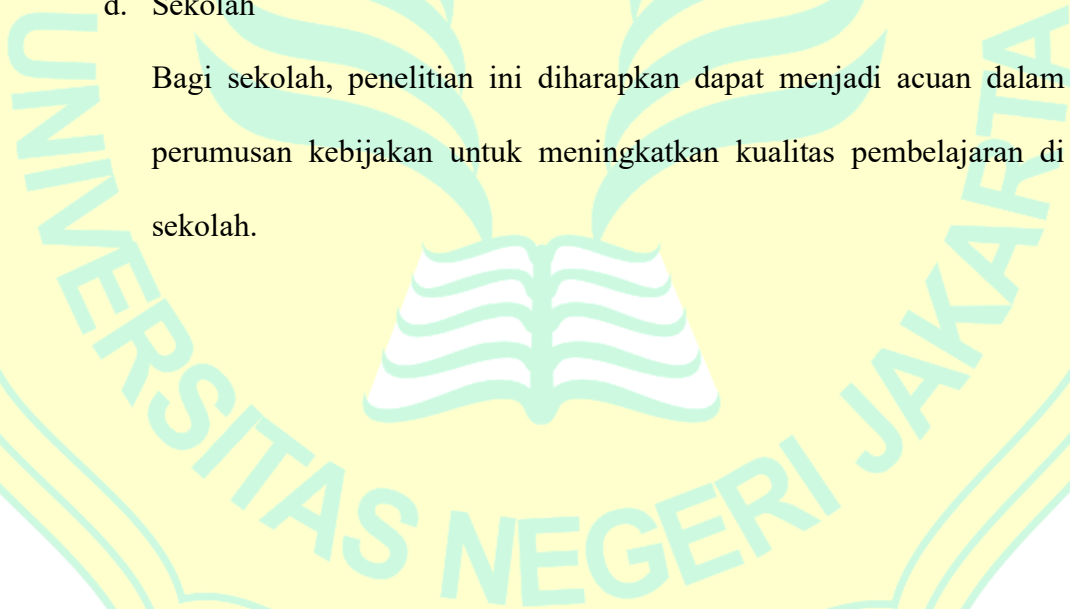 d. Sekolah
Bagi sekolah, penelitian ini diharapkan dapat menjadi acuan dalam
perumusan kebijakan untuk meningkatkan kualitas pembelajaran di
sekolah.
UNIVERSITAS NEGERI JAKARTA